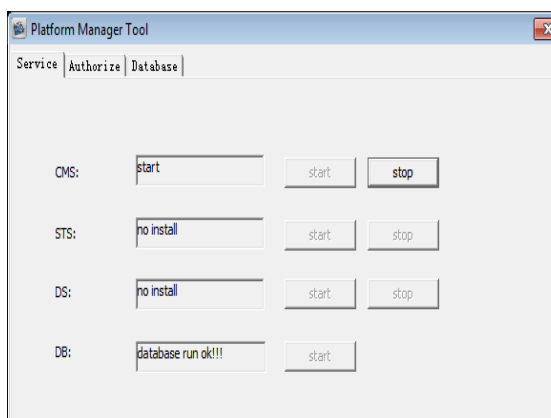 Platform Manager Tool
Service Authorize Database
CMS: start start stop
STS: no install start stop
DS: no install start stop
DB: database run ok!!! start